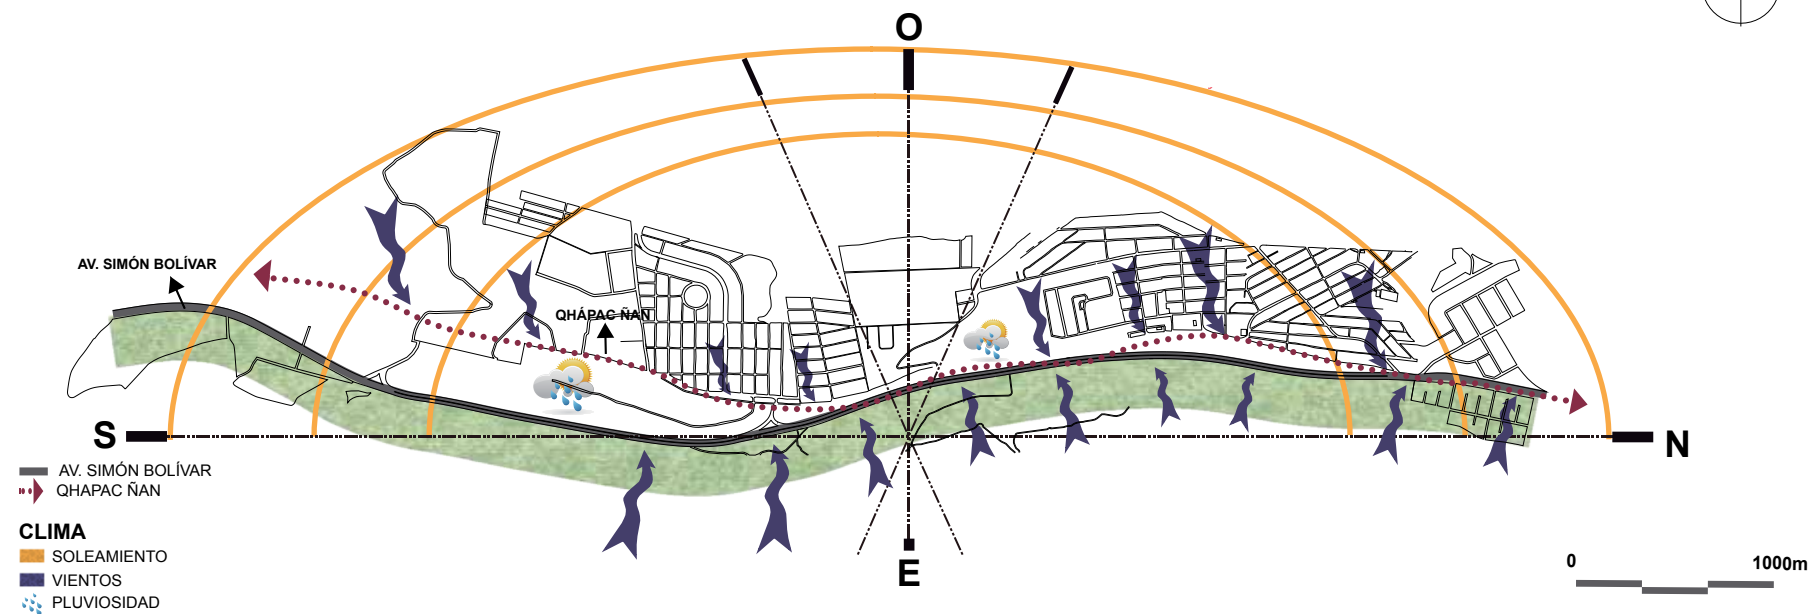 O
AV. SIMÓN BOLÍVAR
QHÁPAC ÑAN
S
N
E
AV. SIMÓN BOLÍVAR
QHAPAC ÑAN
CLIMA
SOLEAMIENTO
VIENTOS
PLUVIOSIDAD
0 1000m